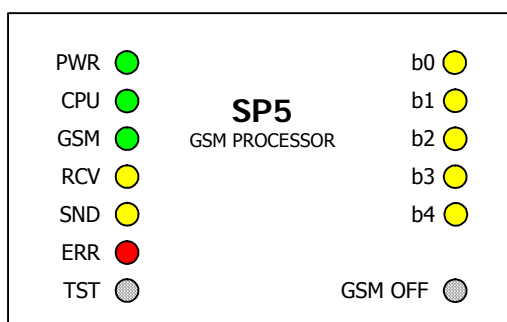 PWR
CPU
GSM
RCV
SND
ERR
TST
SP5
GSM PROCESSOR
b0
b1
b2
b3
b4
GSM OFF